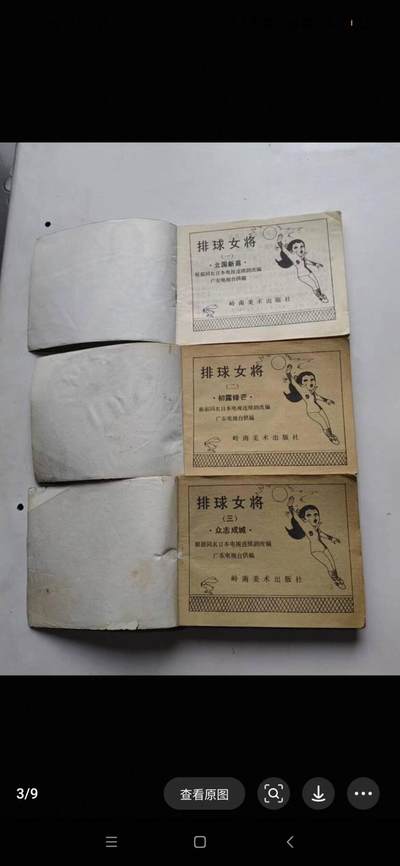 排球女将
（一）
·北国新苗·
根据同名日本电视连续剧改编
广东电视台供稿
岭南美术出版社
排球女将
（二）
·初露锋芒·
根据同名日本电视连续剧改编
广东电视台供稿
岭南美术出版社
排球女将
（三）
·众志成城·
根据同名日本电视连续剧改编
广东电视台供稿
岭南美术出版社
3/9
查看原图